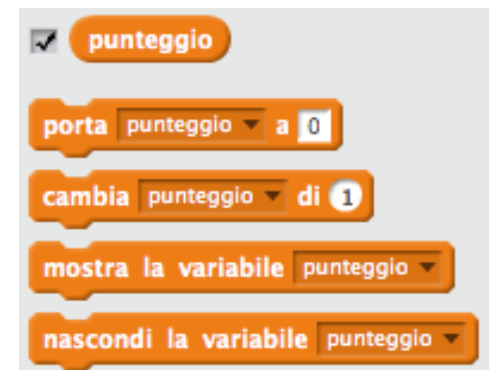 punteggio
porta punteggio a 0
cambia punteggio di 1
mostra la variabile punteggio
nascondi la variabile punteggio